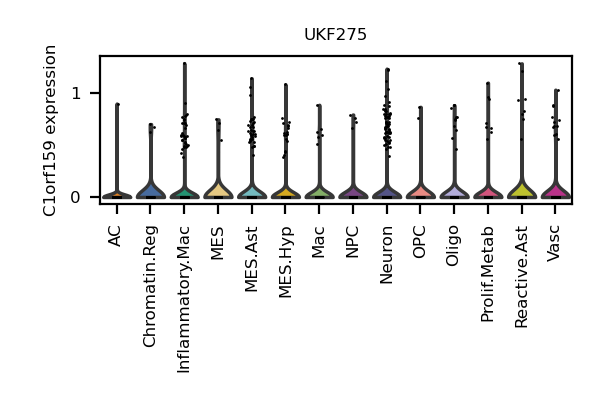 UKF275
C1orf159 expression
1
0
AC
Chromatin.Reg
Inflammatory.Mac
MES
MES.Ast
MES.Hyp
Mac
NPC
Neuron
OPC
Oligo
Prolif.Metab
Reactive.Ast
Vasc